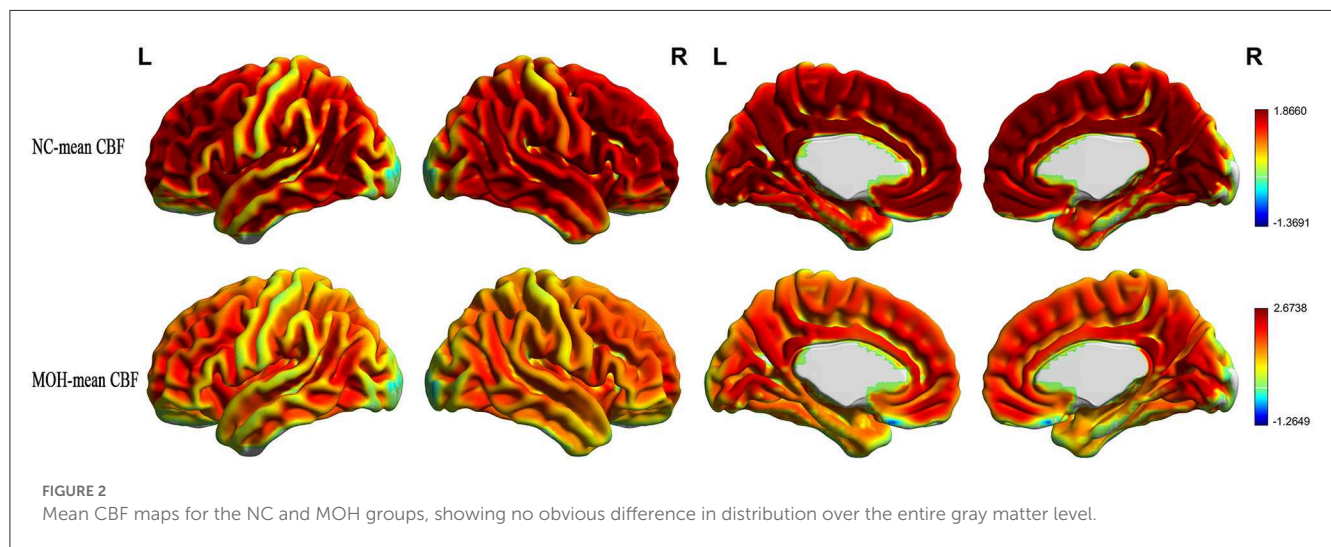 L R L R
NC-mean CBF
1.8660
-1.3691
MOH-mean CBF
2.6738
-1.2649
FIGURE 2
Mean CBF maps for the NC and MOH groups, showing no obvious difference in distribution over the entire gray matter level.